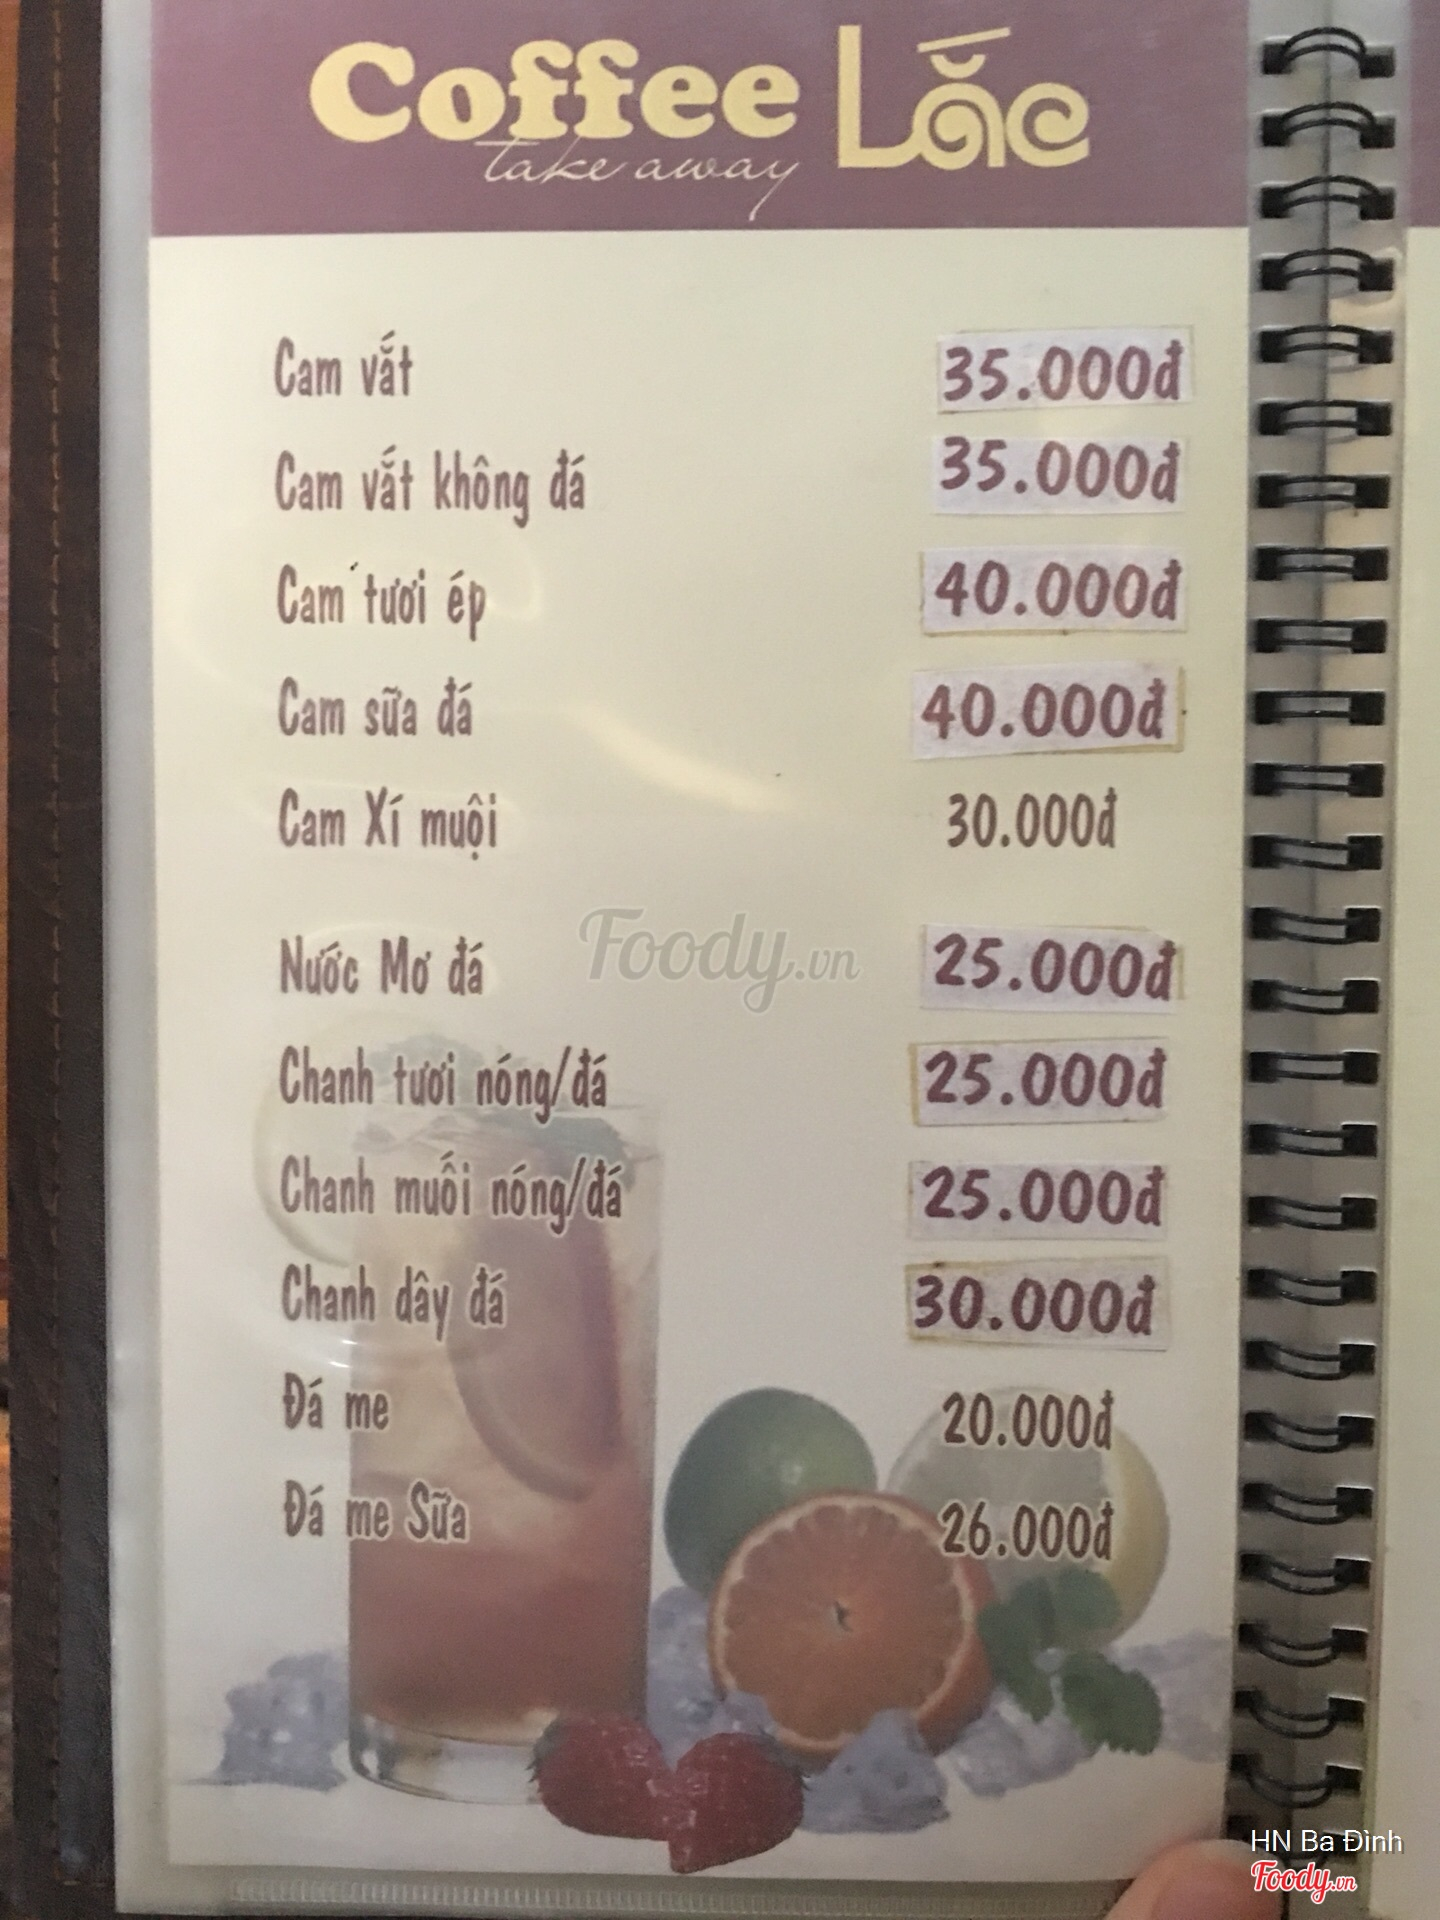 Coffee Lắc
take away
Cam vắt 35.000đ
Cam vắt không đá 35.000đ
Cam tươi ép 40.000đ
Cam sữa đá 40.000đ
Cam Xí muội 30.000đ
Nước Mơ đá 25.000đ
Foody.vn
Chanh tươi nóng/đá 25.000đ
Chanh muối nóng/đá 25.000đ
Chanh dây đá 30.000đ
Đá me 20.000đ
Đá me Sữa 26.000đ
HN Ba Đình
Foody.vn